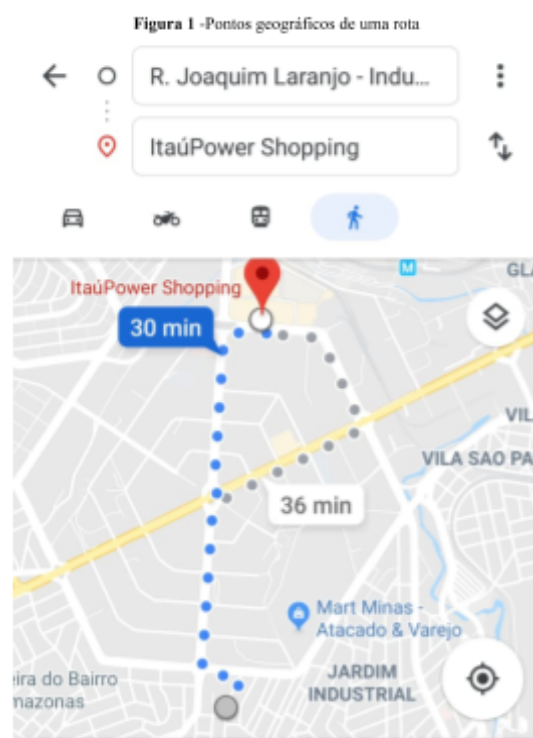 Figura 1 -Pontos geográficos de uma rota
R. Joaquim Laranjo - Indu...
ItaúPower Shopping
M
GL
ItaúPower Shopping
30 min
VIL
VILA SAO PA
36 min
Mart Minas -
Atacado & Varejo
eira do Bairro
mazonas
JARDIM
INDUSTRIAL